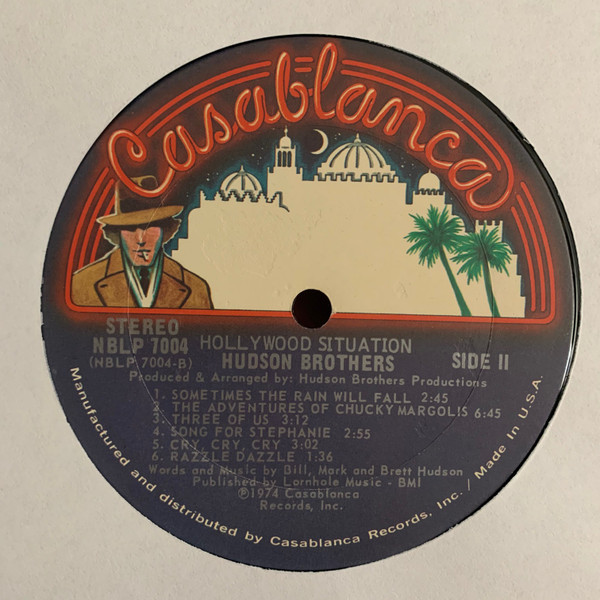 Casablanca
STEREO
NBLP 7004
(NBLP 7004-B)
HOLLYWOOD SITUATION
HUDSON BROTHERS
SIDE II
Produced & Arranged by: Hudson Brothers Productions
1. SOMETIMES THE RAIN WILL FALL 2:45
2. THE ADVENTURES OF CHUCKY MARGOLIS 6:45
3. THREE OF US 3:12
4. SONG FOR STEPHANIE 2:55
5. CRY, CRY, CRY 3:02
6. RAZZLE DAZZLE 1:36
Words and Music by Bill, Mark and Brett Hudson
Published by Lornhole Music - BMI
℗1974 Casablanca
Records, Inc.
Manufactured and distributed by Casablanca Records, Inc. / Made In U.S.A.